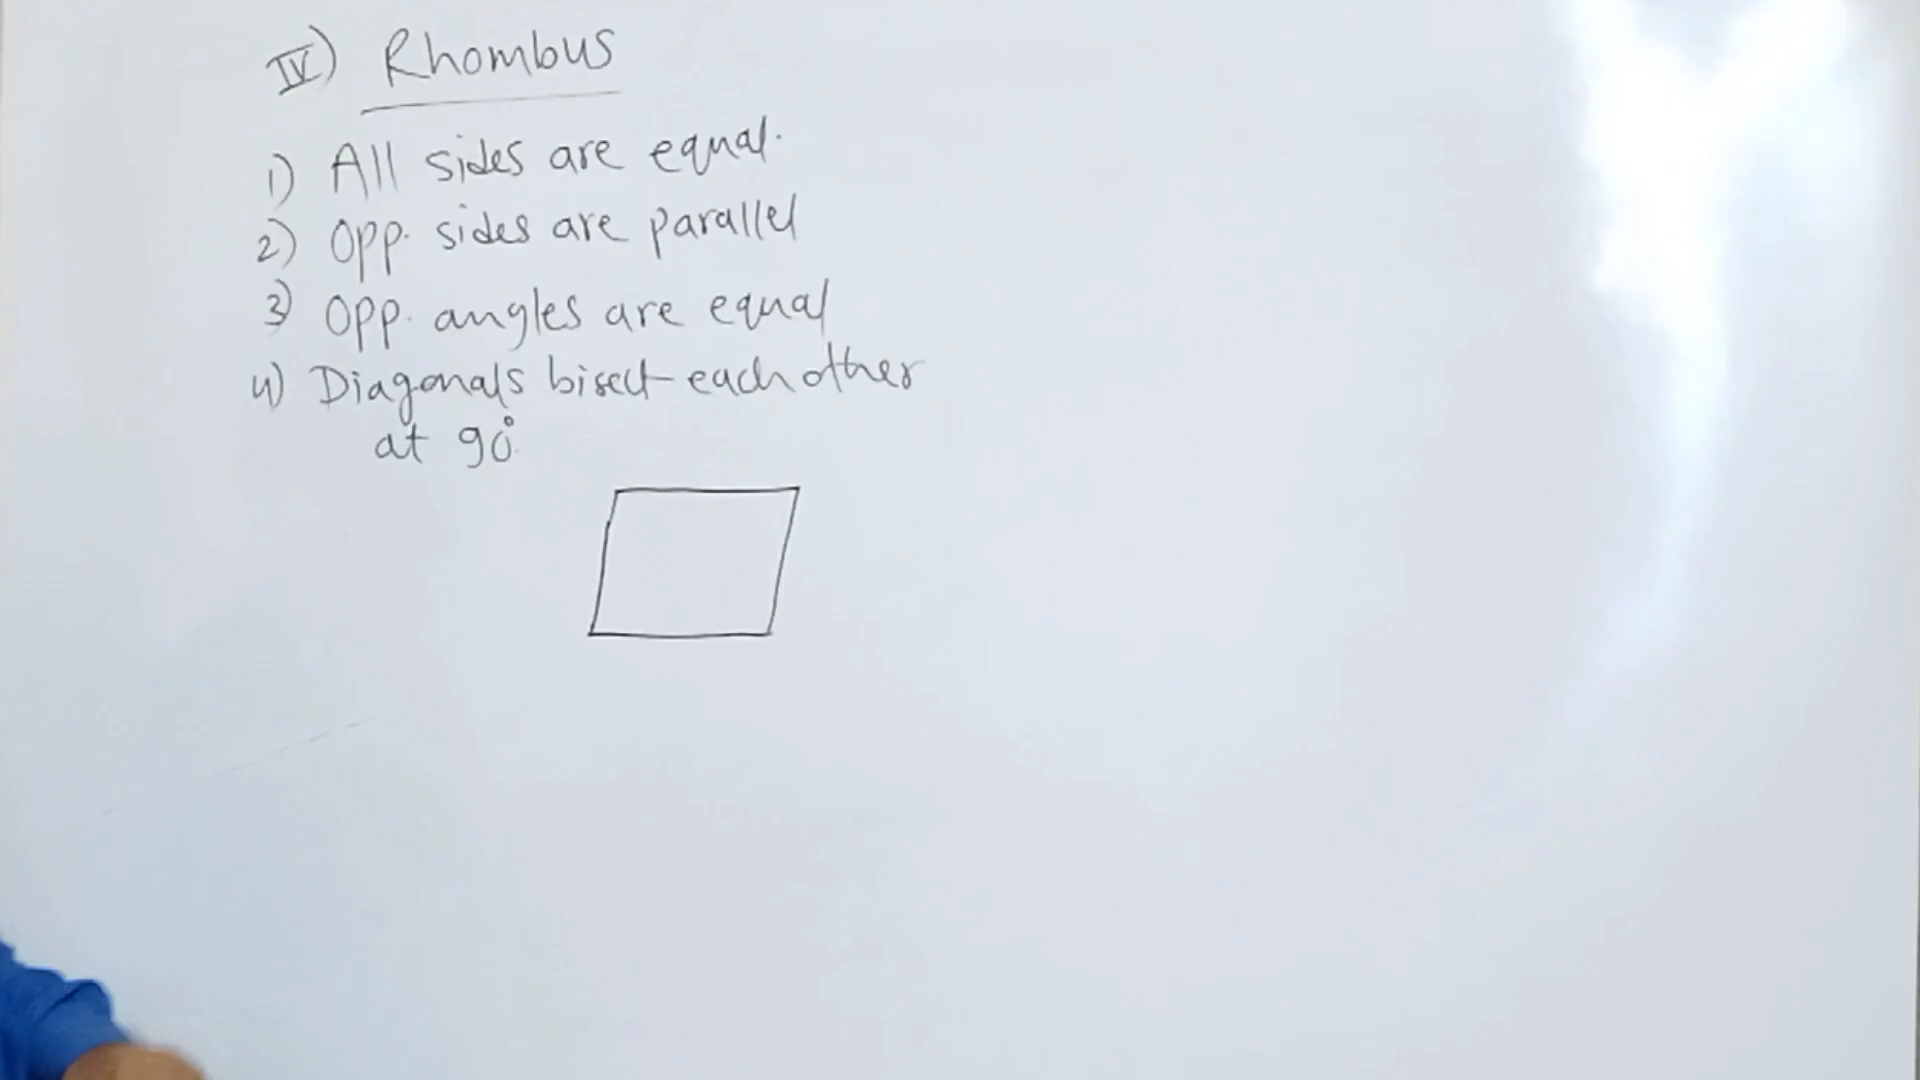 IV) Rhombus
1) All sides are equal.
2) Opp. sides are parallel
3) Opp. angles are equal
4) Diagonals bisect each other
at 90°